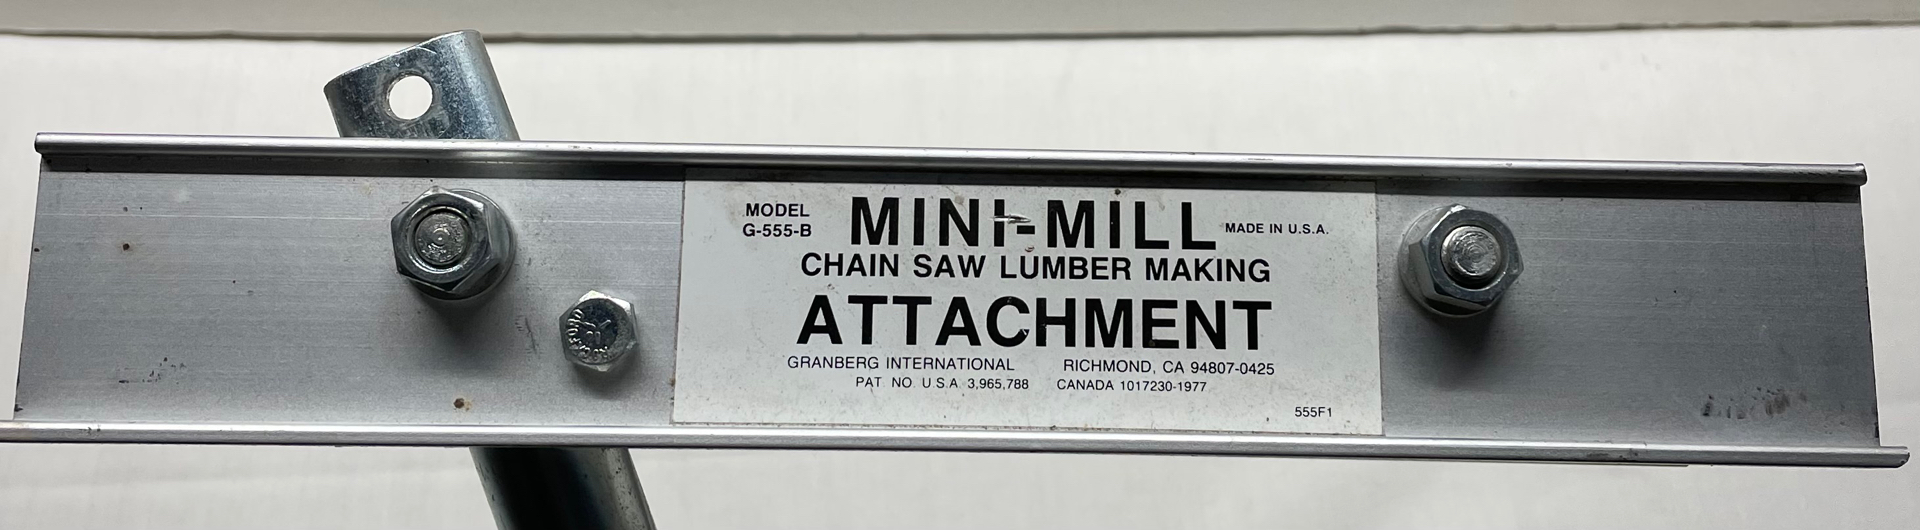 MODEL
G-555-B
MINI-MILL
MADE IN U.S.A.
CHAIN SAW LUMBER MAKING
ATTACHMENT
GRANBERG INTERNATIONAL RICHMOND, CA 94807-0425
PAT NO. U.S.A 3,965,788 CANADA 1017230-1977
555F1